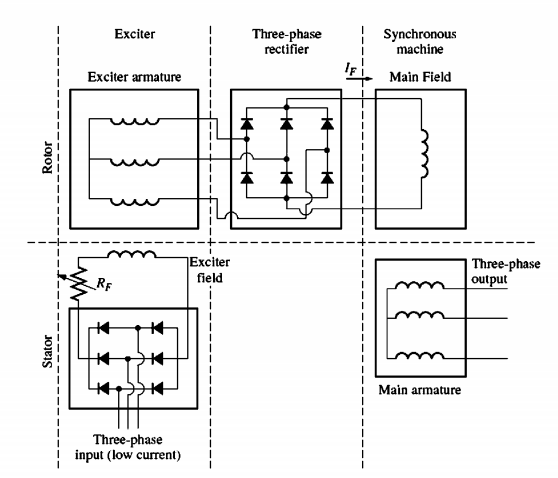 Exciter
Three-phase
rectifier
Synchronous
machine
Rotor
Exciter armature
I_F
Main Field
Stator
R_F
Exciter
field
Three-phase
input (low current)
Three-phase
output
Main armature